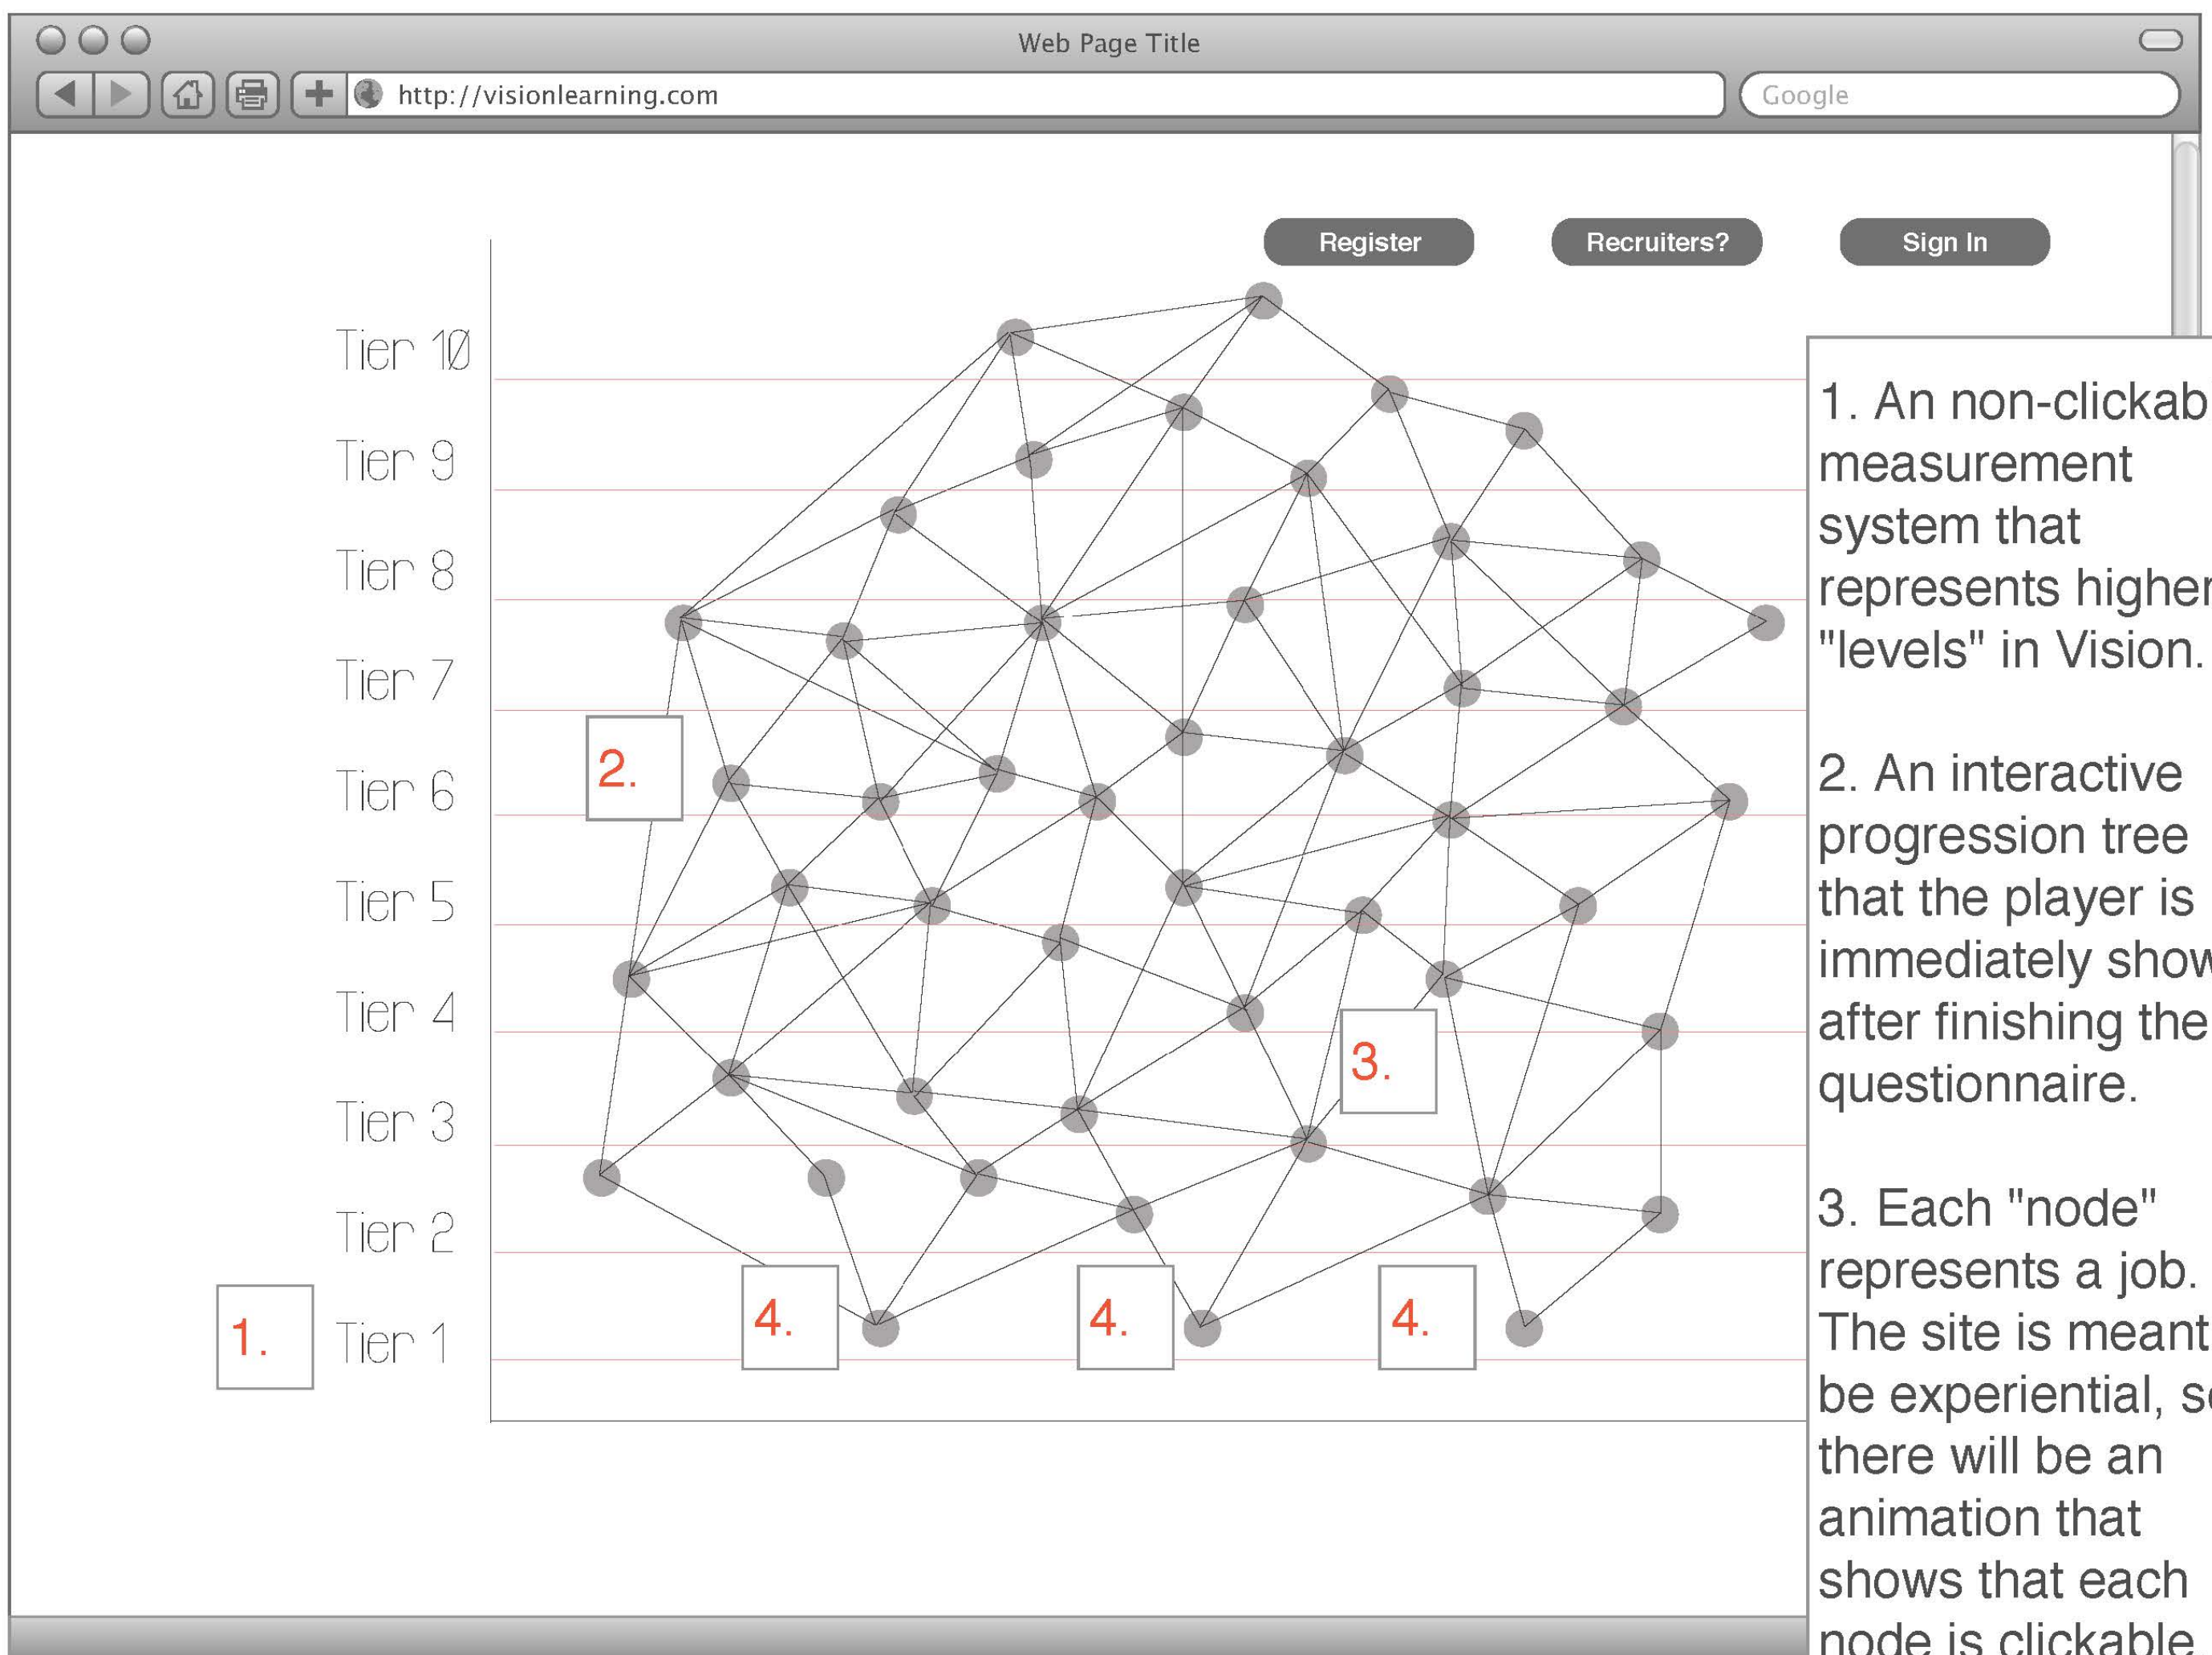 Web Page Title
http://visionlearning.com
Google
Register
Recruiters?
Sign In
Tier 10
Tier 9
Tier 8
Tier 7
Tier 6
Tier 5
Tier 4
Tier 3
Tier 2
Tier 1
2.
3.
1.
4.
4.
4.
1. An non-clickab
measurement
system that
represents higher
"levels" in Vision.
2. An interactive
progression tree
that the player is
immediately show
after finishing the
questionnaire.
3. Each "node"
represents a job.
The site is meant
be experiential, so
there will be an
animation that
shows that each
node is clickable